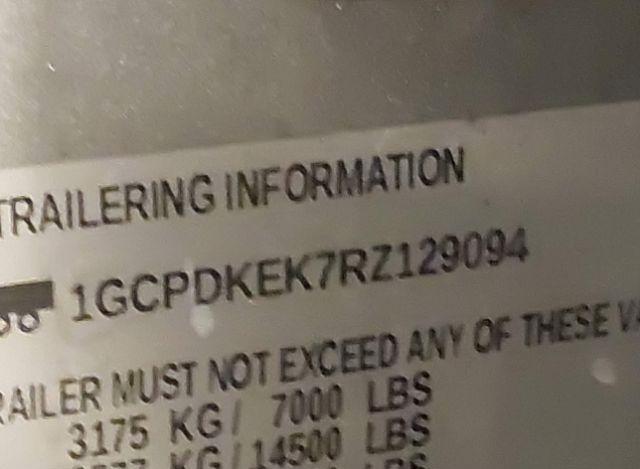 TRAILERING INFORMATION
1GCPDKEK7RZ129094
RAILER MUST NOT EXCEED ANY OF THESE
3175 KG/ 7000 LBS
KG/14500 LBS